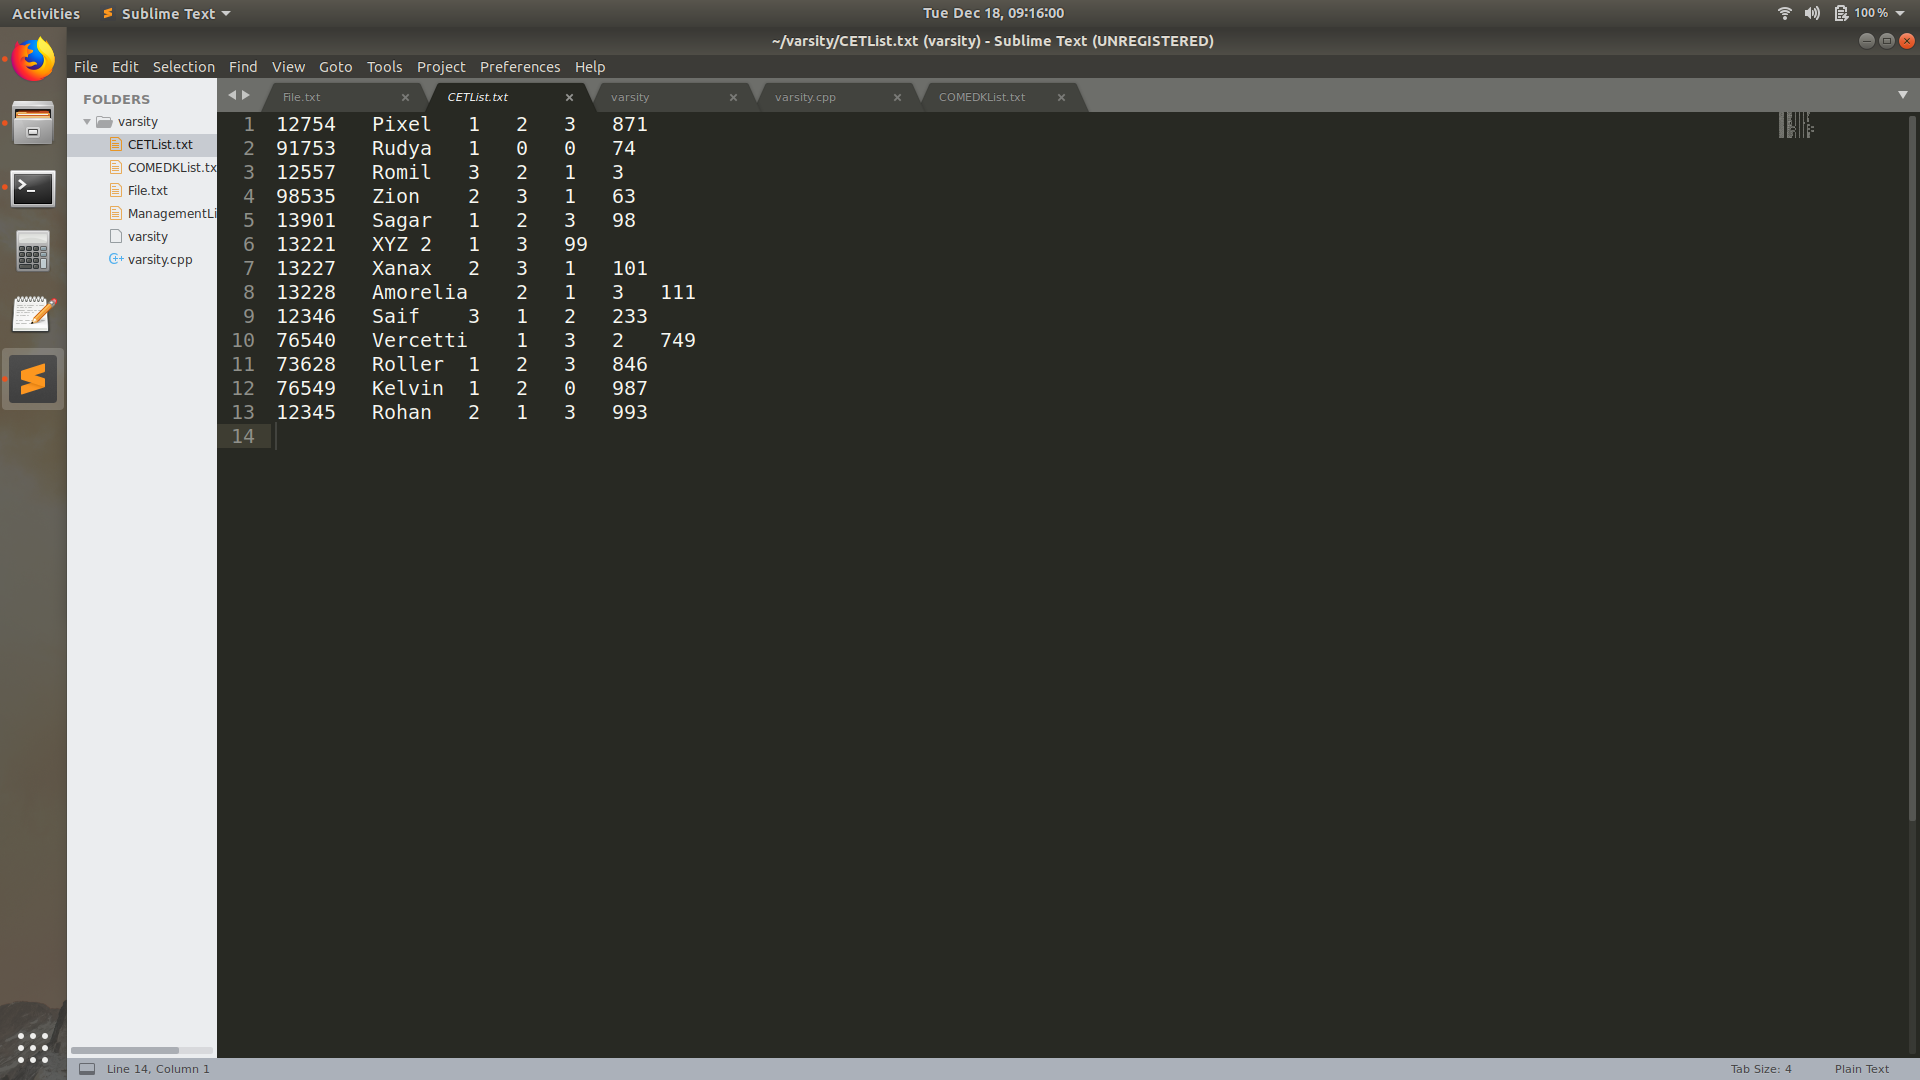 Activities Sublime Text Tue Dec 18, 09:16:00 100 %
~/varsity/CETList.txt (varsity) - Sublime Text (UNREGISTERED)
File Edit Selection Find View Goto Tools Project Preferences Help
FOLDERS
varsity
CETList.txt
COMEDKList.tx
File.txt
ManagementLi
varsity
varsity.cpp
File.txt CETList.txt varsity varsity.cpp COMEDKList.txt
1 12754 Pixel 1 2 3 871
2 91753 Rudya 1 0 0 74
3 12557 Romil 3 2 1 3
4 98535 Zion 2 3 1 63
5 13901 Sagar 1 2 3 98
6 13221 XYZ 2 1 3 99
7 13227 Xanax 2 3 1 101
8 13228 Amorelia 2 1 3 111
9 12346 Saif 3 1 2 233
10 76540 Vercetti 1 3 2 749
11 73628 Roller 1 2 3 846
12 76549 Kelvin 1 2 0 987
13 12345 Rohan 2 1 3 993
14
Line 14, Column 1 Tab Size: 4 Plain Text